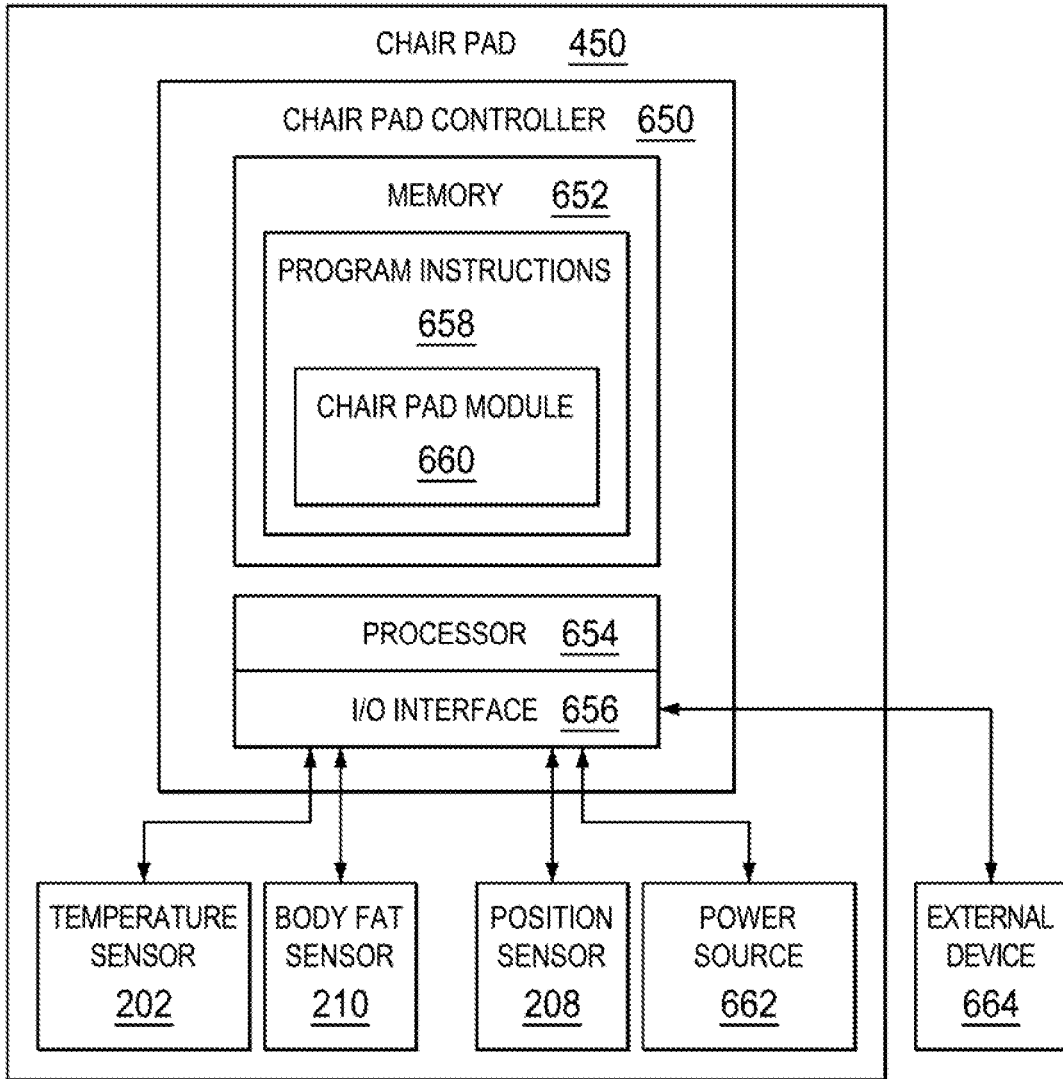 CHAIR PAD 450
CHAIR PAD CONTROLLER 650
MEMORY 652
PROGRAM INSTRUCTIONS
658
CHAIR PAD MODULE
660
PROCESSOR 654
I/O INTERFACE 656
TEMPERATURE
SENSOR
202
BODY FAT
SENSOR
210
POSITION
SENSOR
208
POWER
SOURCE
662
EXTERNAL
DEVICE
664